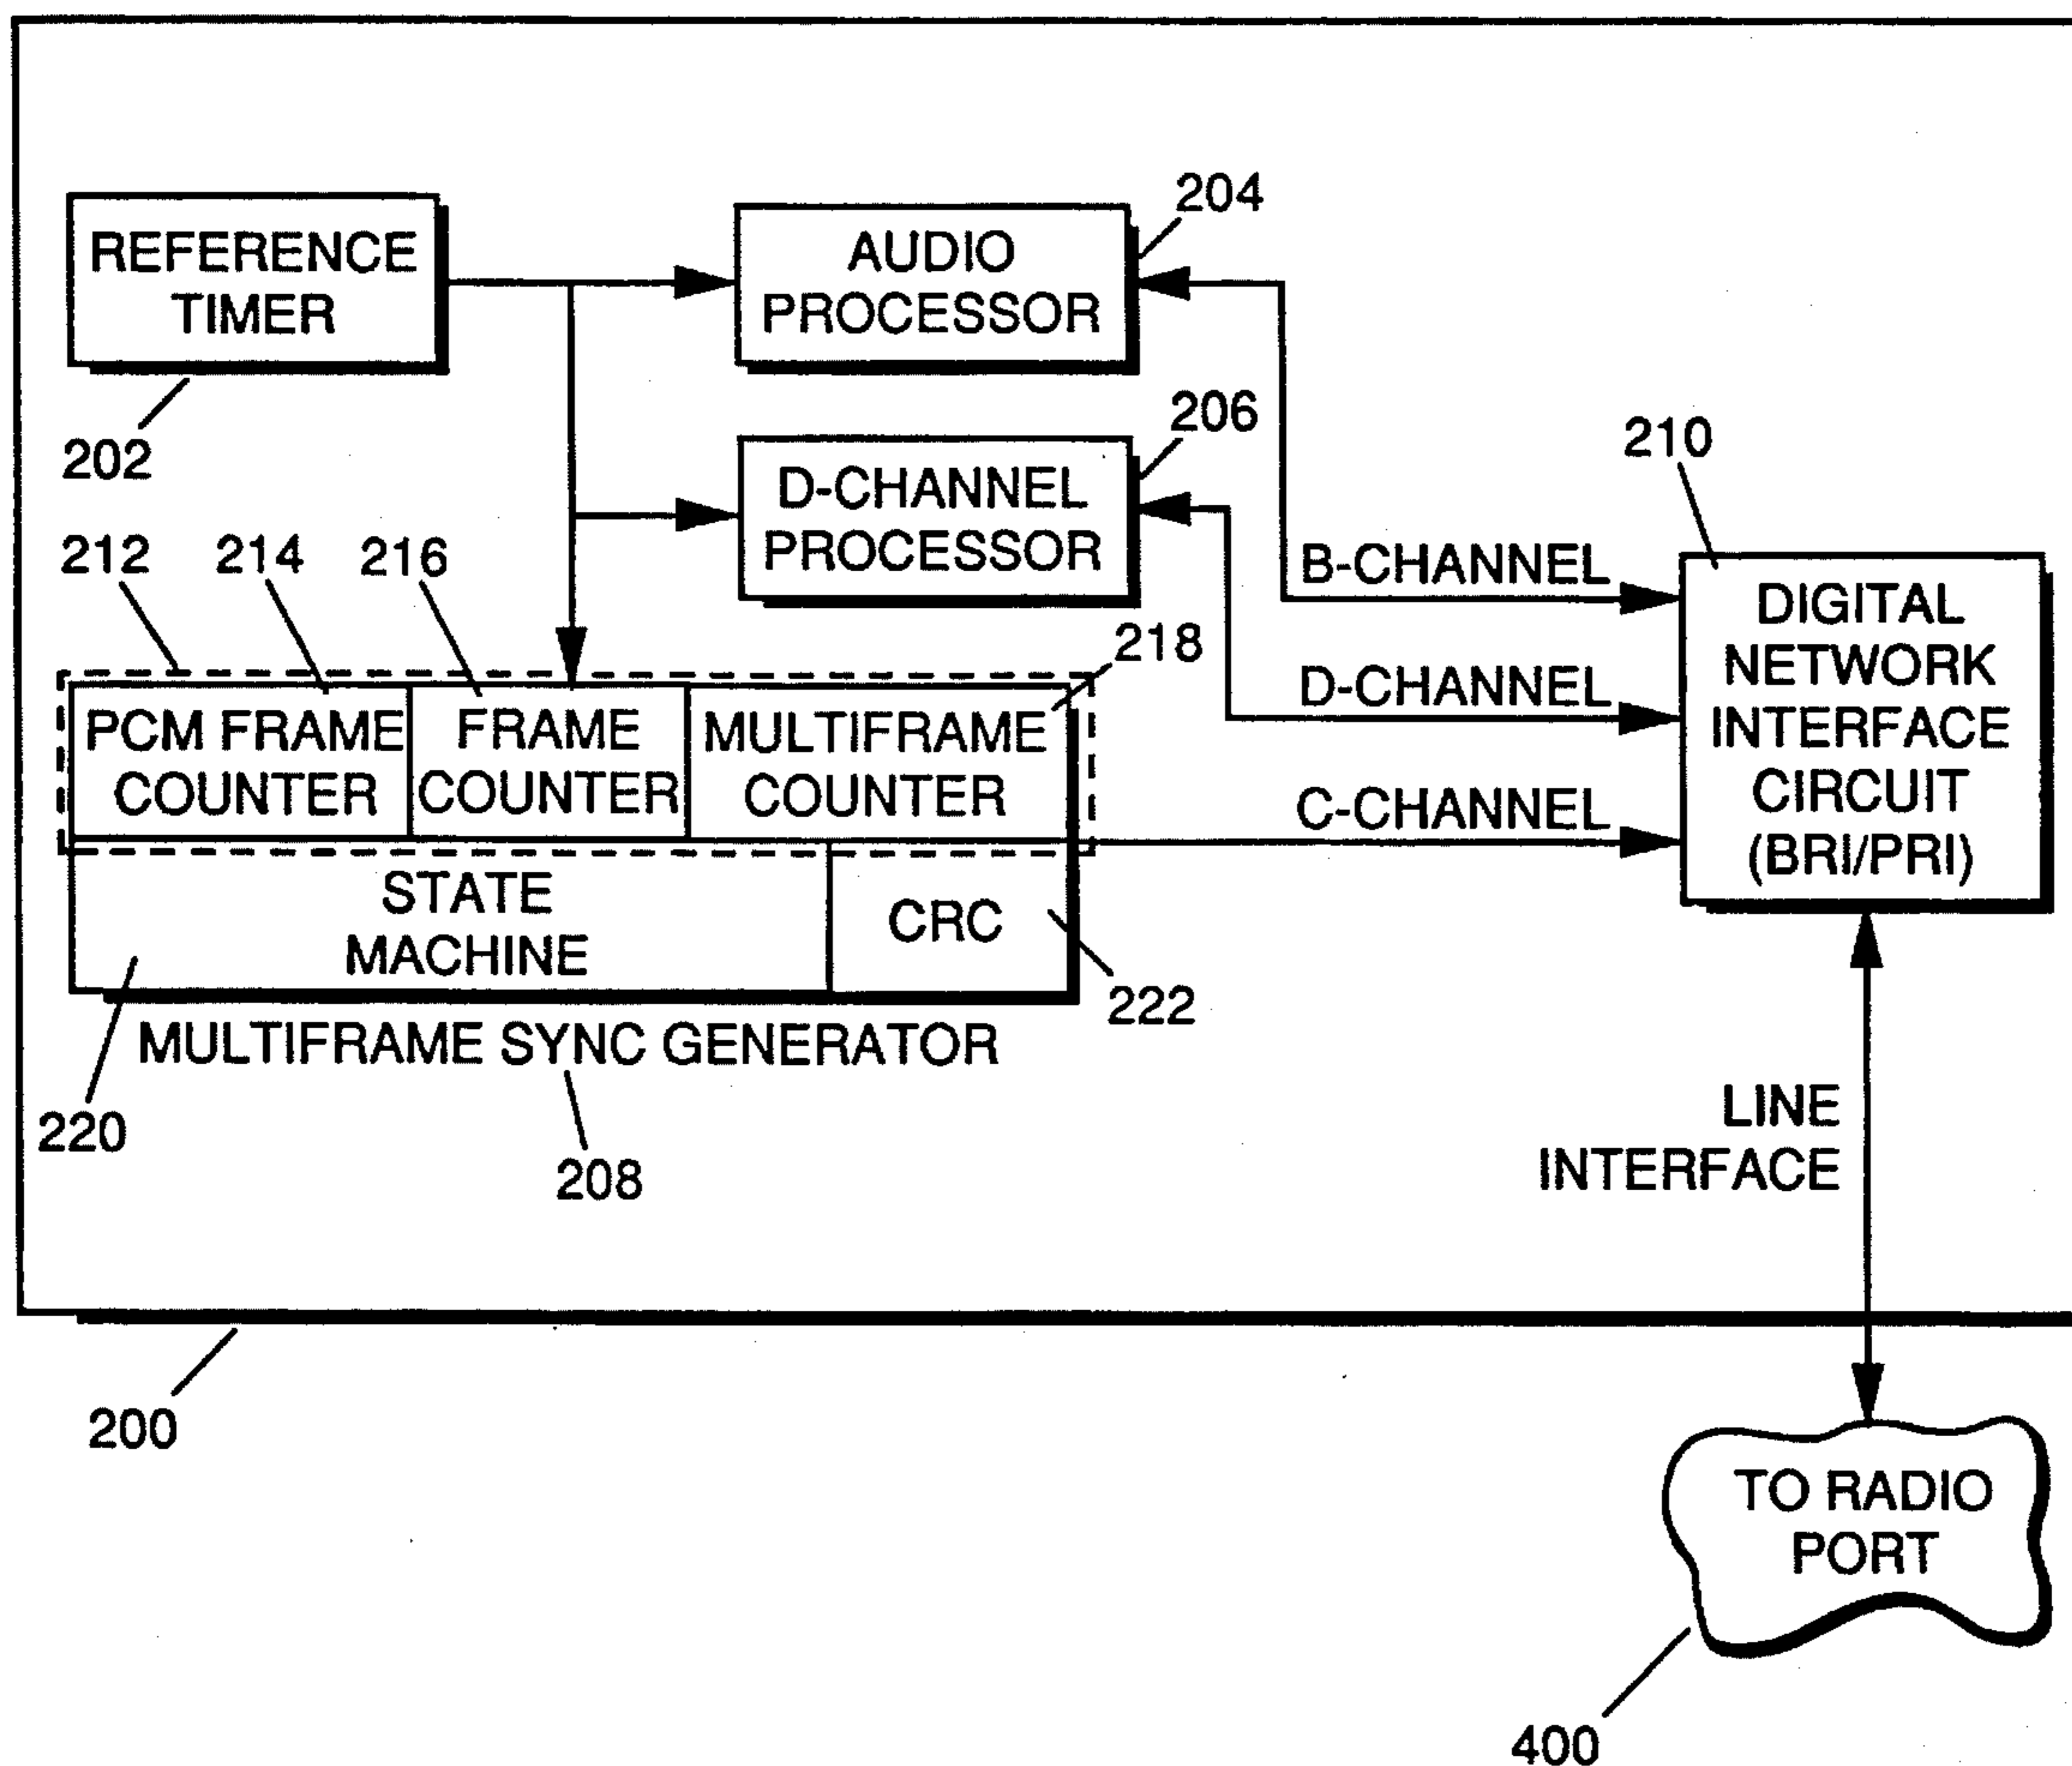 REFERENCE
TIMER
202
AUDIO
PROCESSOR
204
D-CHANNEL
PROCESSOR
206
210
212
214
216
218
B-CHANNEL
D-CHANNEL
C-CHANNEL
DIGITAL
NETWORK
INTERFACE
CIRCUIT
(BRI/PRI)
PCM FRAME
COUNTER
FRAME
COUNTER
MULTIFRAME
COUNTER
STATE
MACHINE
CRC
222
MULTIFRAME SYNC GENERATOR
220
208
LINE
INTERFACE
200
TO RADIO
PORT
400